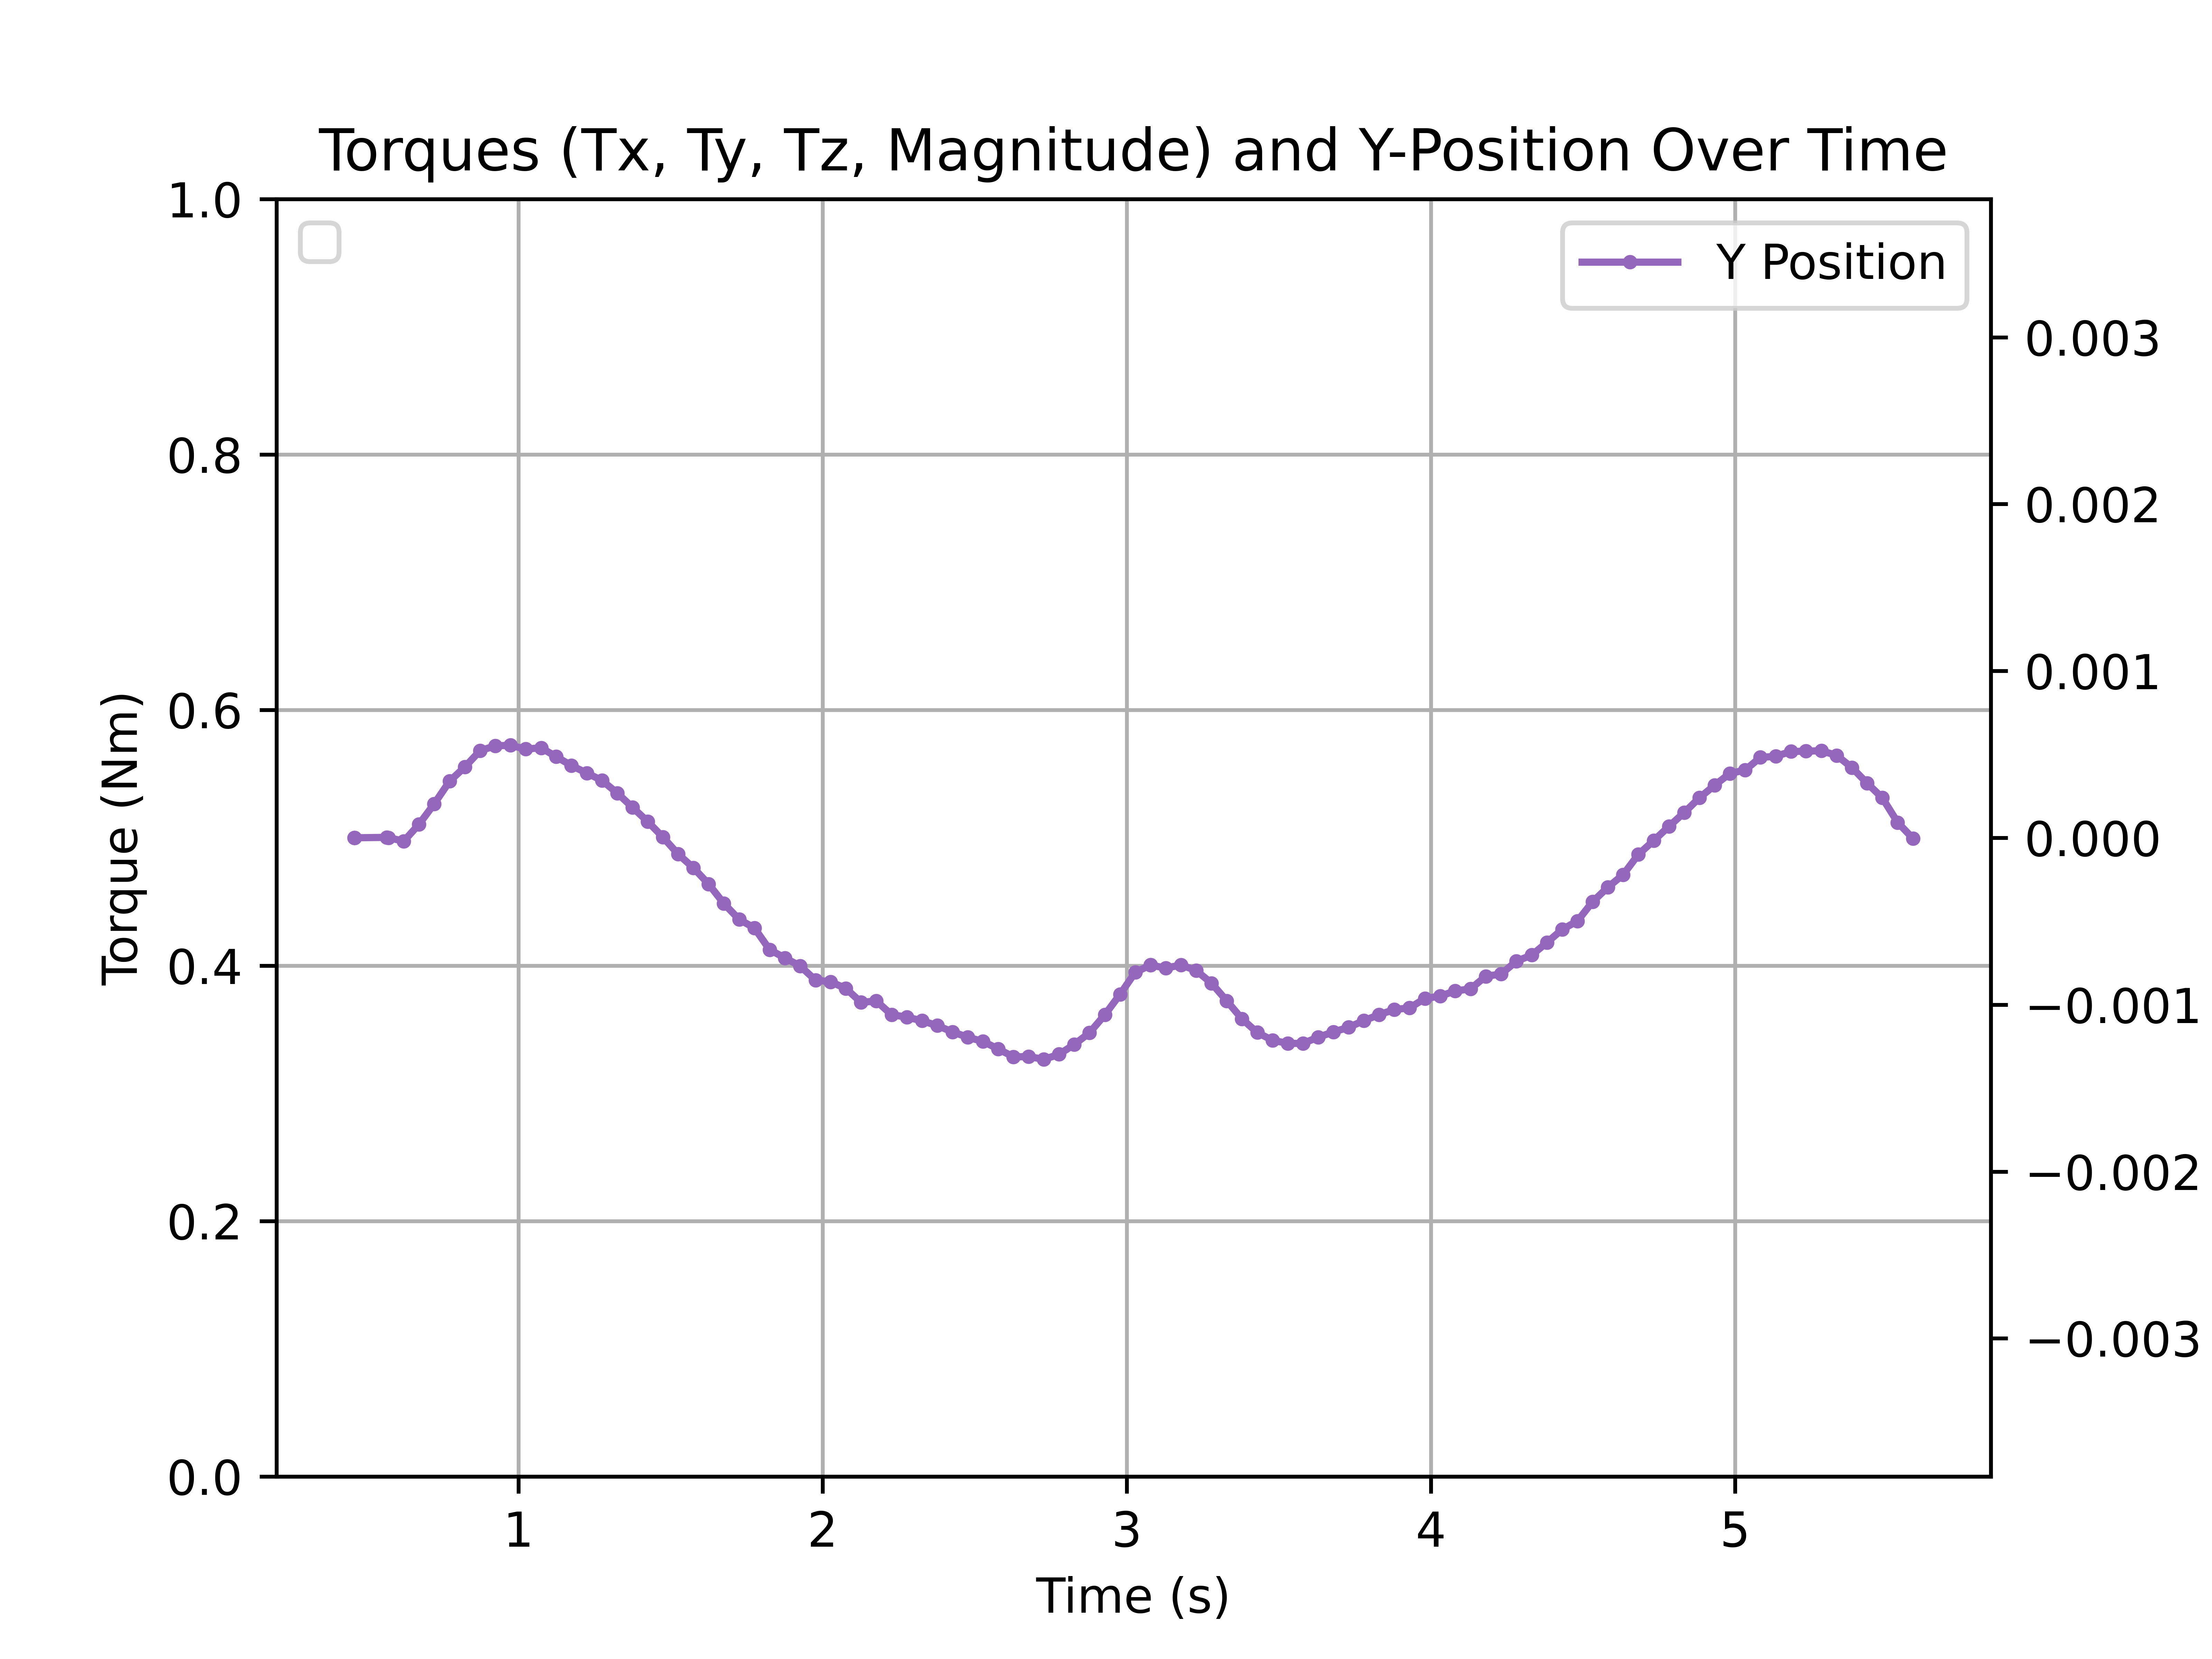 Torques (Tx, Ty, Tz, Magnitude) and Y-Position Over Time
Y Position
1.0
0.8
0.6
0.4
0.2
0.0
Torque (Nm)
0.003
0.002
0.001
0.000
−0.001
−0.002
−0.003
1 2 3 4 5
Time (s)